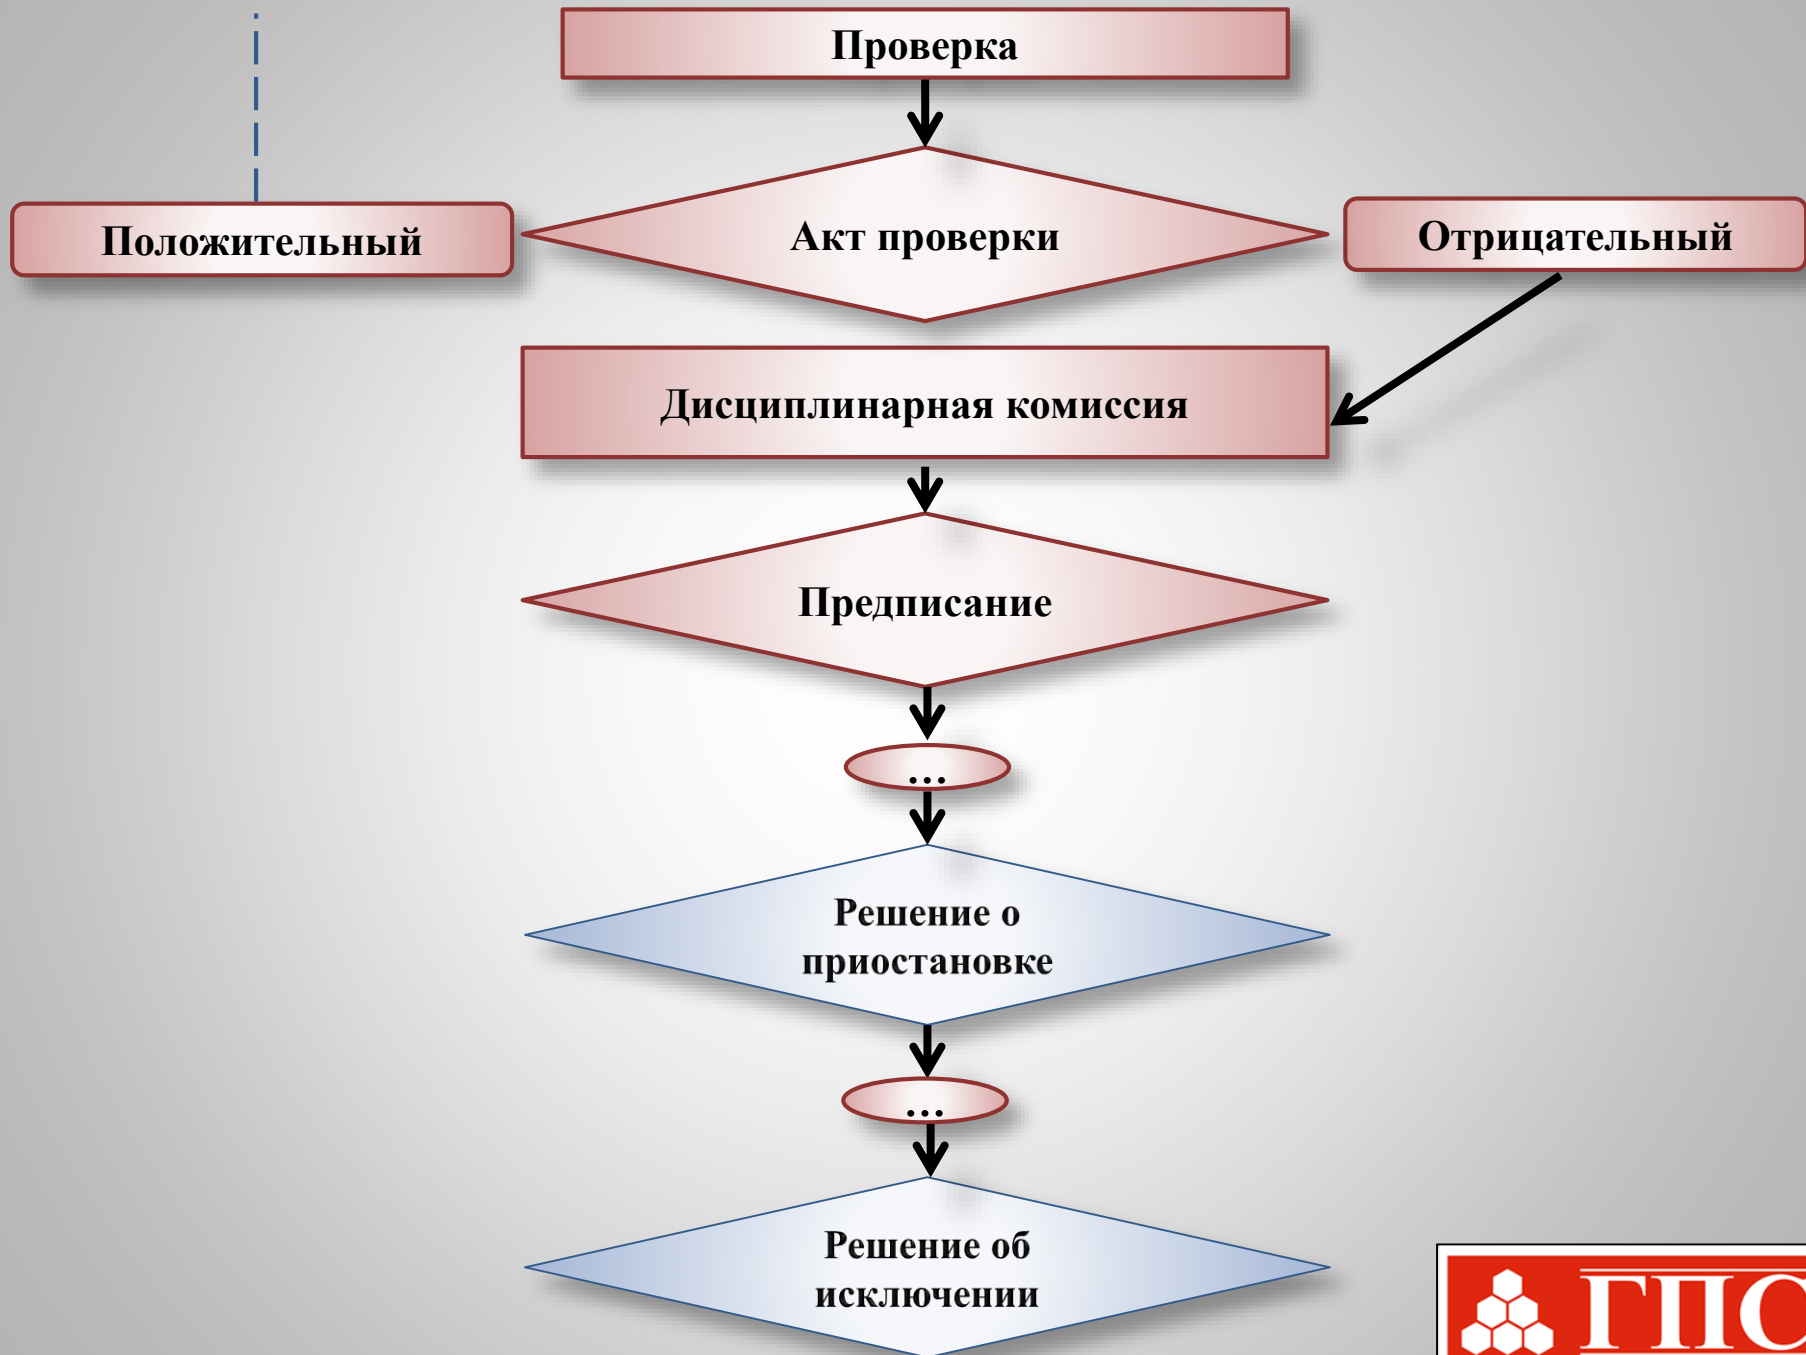 Проверка
Положительный
Акт проверки
Отрицательный
Дисциплинарная комиссия
Предписание
...
Решение о
приостановке
...
Решение об
исключении
ГПС